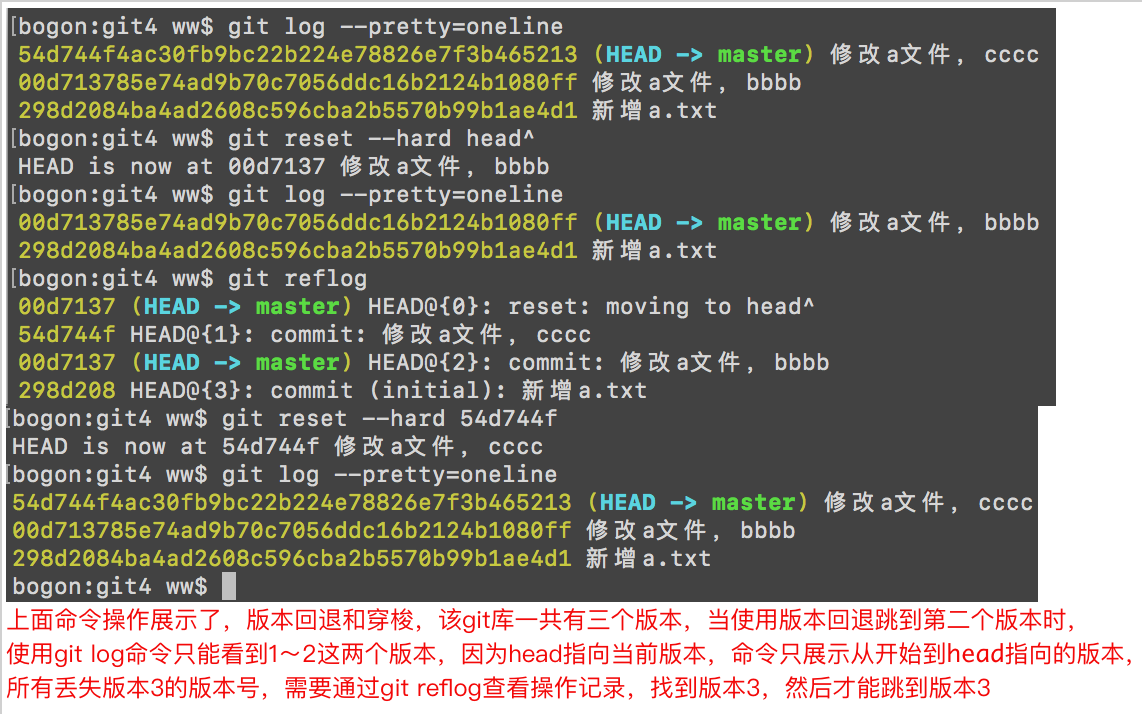 [bogon:git4 ww$ git log --pretty=oneline
54d744f4ac30fb9bc22b224e78826e7f3b465213 (HEAD -> master) 修改a文件, cccc
00d713785e74ad9b70c7056ddc16b2124b1080ff 修改a文件, bbbb
298d2084ba4ad2608c596cba2b5570b99b1ae4d1 新增a.txt
[bogon:git4 ww$ git reset --hard head^
HEAD is now at 00d7137 修改a文件, bbbb
[bogon:git4 ww$ git log --pretty=oneline
00d713785e74ad9b70c7056ddc16b2124b1080ff (HEAD -> master) 修改a文件, bbbb
298d2084ba4ad2608c596cba2b5570b99b1ae4d1 新增a.txt
[bogon:git4 ww$ git reflog
00d7137 (HEAD -> master) HEAD@{0}: reset: moving to head^
54d744f HEAD@{1}: commit: 修改a文件, cccc
00d7137 (HEAD -> master) HEAD@{2}: commit: 修改a文件, bbbb
298d208 HEAD@{3}: commit (initial): 新增a.txt
[bogon:git4 ww$ git reset --hard 54d744f
HEAD is now at 54d744f 修改a文件, cccc
[bogon:git4 ww$ git log --pretty=oneline
54d744f4ac30fb9bc22b224e78826e7f3b465213 (HEAD -> master) 修改a文件, cccc
00d713785e74ad9b70c7056ddc16b2124b1080ff 修改a文件, bbbb
298d2084ba4ad2608c596cba2b5570b99b1ae4d1 新增a.txt
bogon:git4 ww$
上面命令操作展示了，版本回退和穿梭，该git库一共有三个版本，当使用版本回退跳到第二个版本时，
使用git log命令只能看到1～2这两个版本，因为head指向当前版本，命令只展示从开始到head指向的版本，
所有丢失版本3的版本号，需要通过git reflog查看操作记录，找到版本3，然后才能跳到版本3